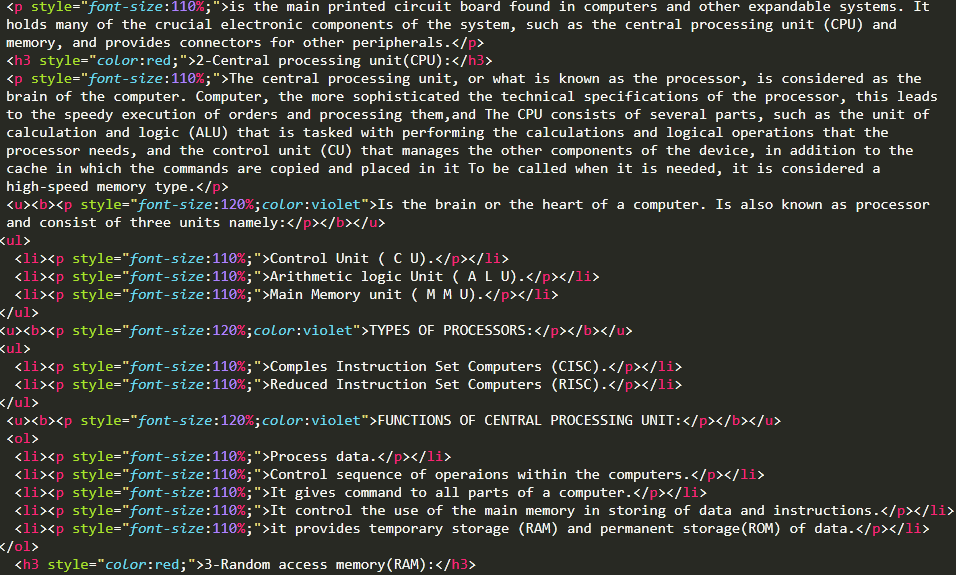 <p style="font-size:110%;">is the main printed circuit board found in computers and other expandable systems. It
holds many of the crucial electronic components of the system, such as the central processing unit (CPU) and
memory, and provides connectors for other peripherals.</p>
<h3 style="color:red;">2-Central processing unit(CPU):</h3>
<p style="font-size:110%;">The central processing unit, or what is known as the processor, is considered as the
brain of the computer. Computer, the more sophisticated the technical specifications of the processor, this leads
to the speedy execution of orders and processing them,and The CPU consists of several parts, such as the unit of
calculation and logic (ALU) that is tasked with performing the calculations and logical operations that the
processor needs, and the control unit (CU) that manages the other components of the device, in addition to the
cache in which the commands are copied and placed in it To be called when it is needed, it is considered a
high-speed memory type.</p>
<u><b><p style="font-size:120%;color:violet">Is the brain or the heart of a computer. Is also known as processor
and consist of three units namely:</p></b></u>
<ul>
<li><p style="font-size:110%;">Control Unit ( C U).</p></li>
<li><p style="font-size:110%;">Arithmetic logic Unit ( A L U).</p></li>
<li><p style="font-size:110%;">Main Memory unit ( M M U).</p></li>
</ul>
<u><b><p style="font-size:120%;color:violet">TYPES OF PROCESSORS:</p></b></u>
<ul>
<li><p style="font-size:110%;">Comples Instruction Set Computers (CISC).</p></li>
<li><p style="font-size:110%;">Reduced Instruction Set Computers (RISC).</p></li>
</ul>
<u><b><p style="font-size:120%;color:violet">FUNCTIONS OF CENTRAL PROCESSING UNIT:</p></b></u>
<ol>
<li><p style="font-size:110%;">Process data.</p></li>
<li><p style="font-size:110%;">Control sequence of operaions within the computers.</p></li>
<li><p style="font-size:110%;">It gives command to all parts of a computer.</p></li>
<li><p style="font-size:110%;">It control the use of the main memory in storing of data and instructions.</p></li>
<li><p style="font-size:110%;">it provides temporary storage (RAM) and permanent storage(ROM) of data.</p></li>
</ol>
<h3 style="color:red;">3-Random access memory(RAM):</h3>